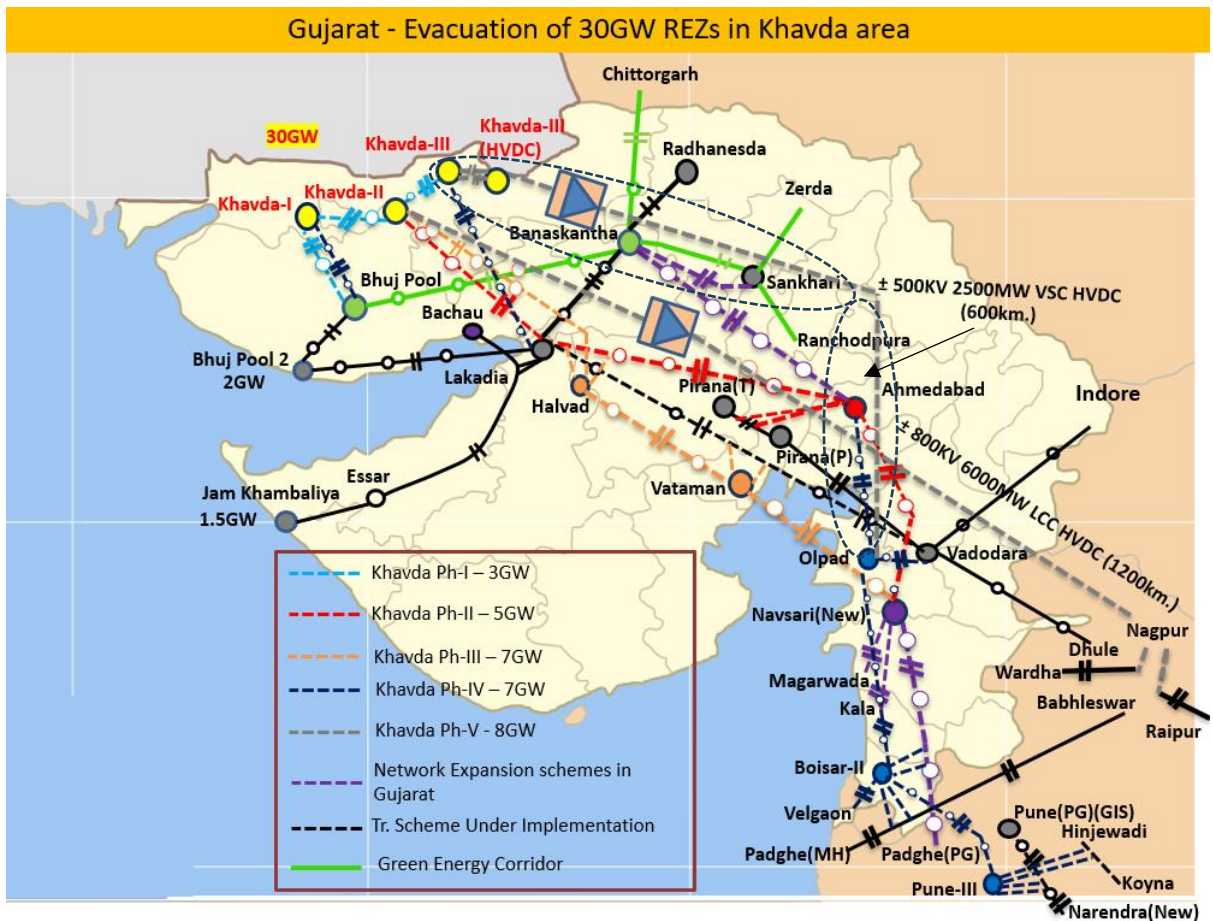 Gujarat - Evacuation of 30GW REZs in Khavda area
Chittorgarh
30GW
Khavda-III
Khavda-III
(HVDC)
Radhanesda
Khavda-II
Khavda-I
Zerda
Banaskantha
Bhuj Pool
Sankhari
± 500KV 2500MW VSC HVDC
(600km.)
Bachau
Ranchodpura
Bhuj Pool 2
2GW
Lakadia
Pirana(T)
Ahmedabad
Indore
Halvad
± 800KV 6000MW LCC HVDC (1200km.)
Pirana(P)
Essar
Vataman
Jam Khambaliya
1.5GW
Olpad
Vadodara
Khavda Ph-I – 3GW
Khavda Ph-II – 5GW
Khavda Ph-III – 7GW
Khavda Ph-IV – 7GW
Khavda Ph-V - 8GW
Network Expansion schemes in
Gujarat
Tr. Scheme Under Implementation
Green Energy Corridor
Navsari(New)
Nagpur
Dhule
Wardha
Magarwada
Babhleswar
Kala
Raipur
Boisar-II
Velgaon
Pune(PG)(GIS)
Hinjewadi
Padghe(MH)
Padghe(PG)
Pune-III
Koyna
Narendra(New)